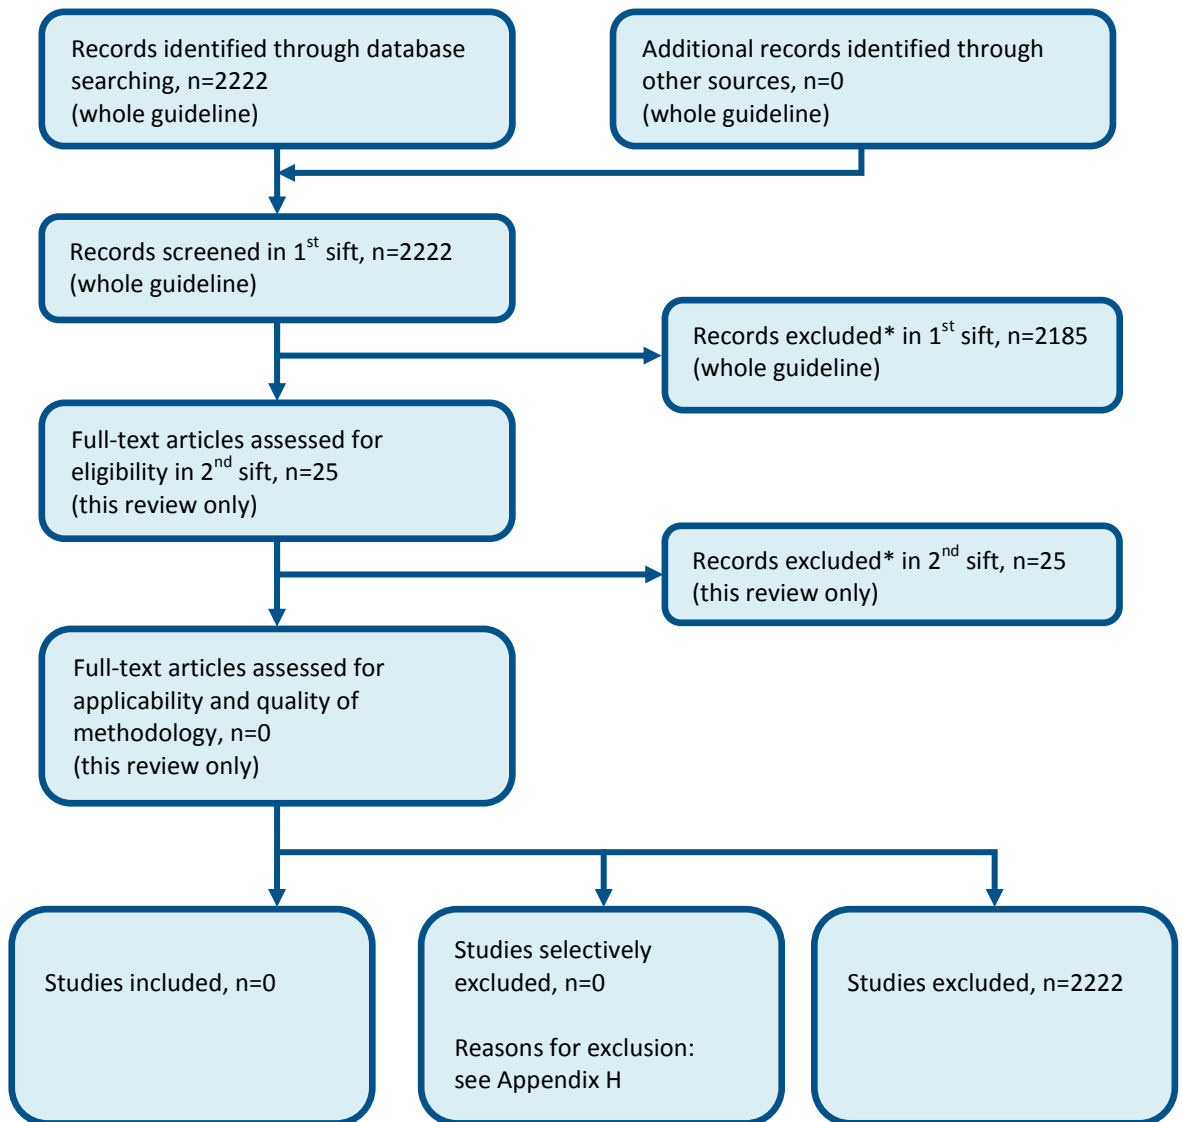 Records identified through database
searching, n=2222
(whole guideline)
Additional records identified through
other sources, n=0
(whole guideline)
Records screened in 1st sift, n=2222
(whole guideline)
Records excluded* in 1st sift, n=2185
(whole guideline)
Full-text articles assessed for
eligibility in 2nd sift, n=25
(this review only)
Records excluded* in 2nd sift, n=25
(this review only)
Full-text articles assessed for
applicability and quality of
methodology, n=0
(this review only)
Studies included, n=0
Studies selectively
excluded, n=0
Reasons for exclusion:
see Appendix H
Studies excluded, n=2222